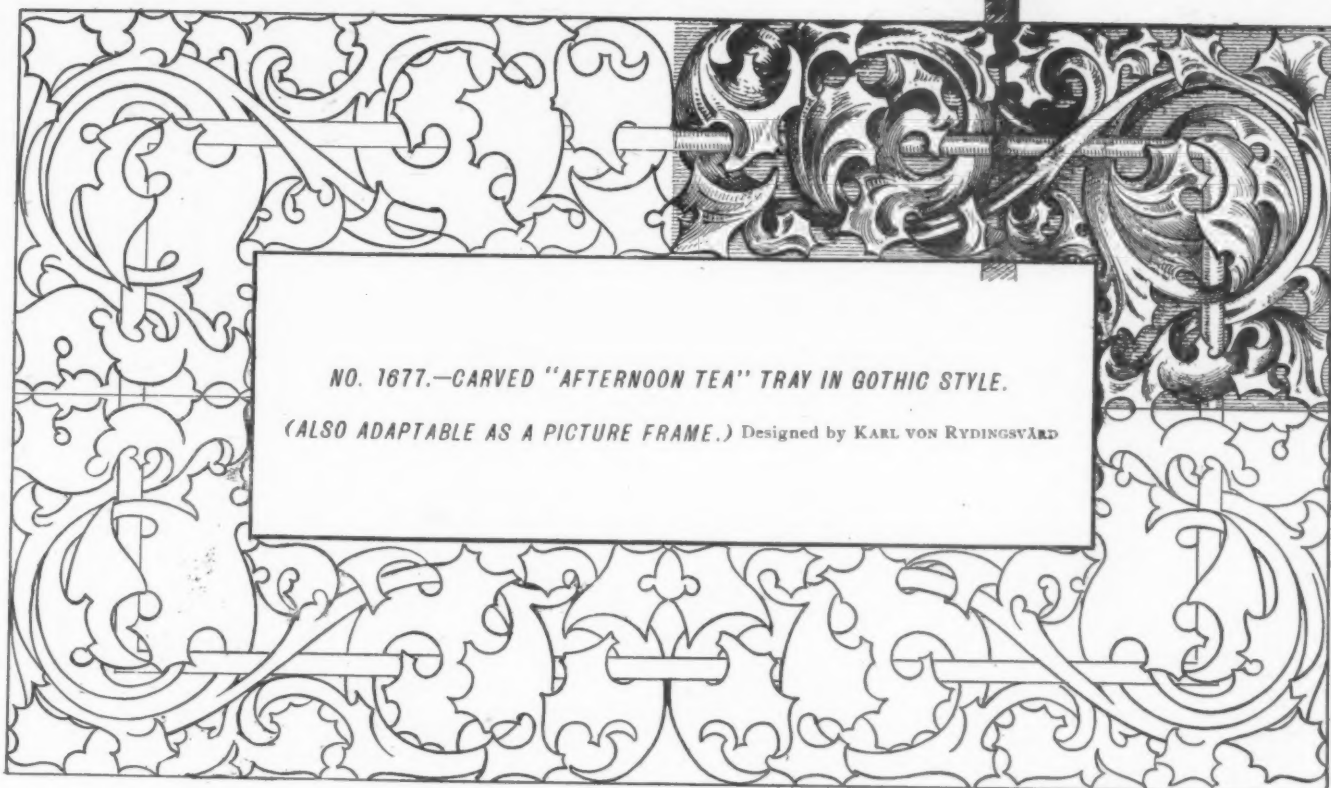 NO. 1677.—CARVED "AFTERNOON TEA" TRAY IN GOTHIC STYLE.
(ALSO ADAPTABLE AS A PICTURE FRAME.) Designed by KARL VON RYDINGSVÄRD